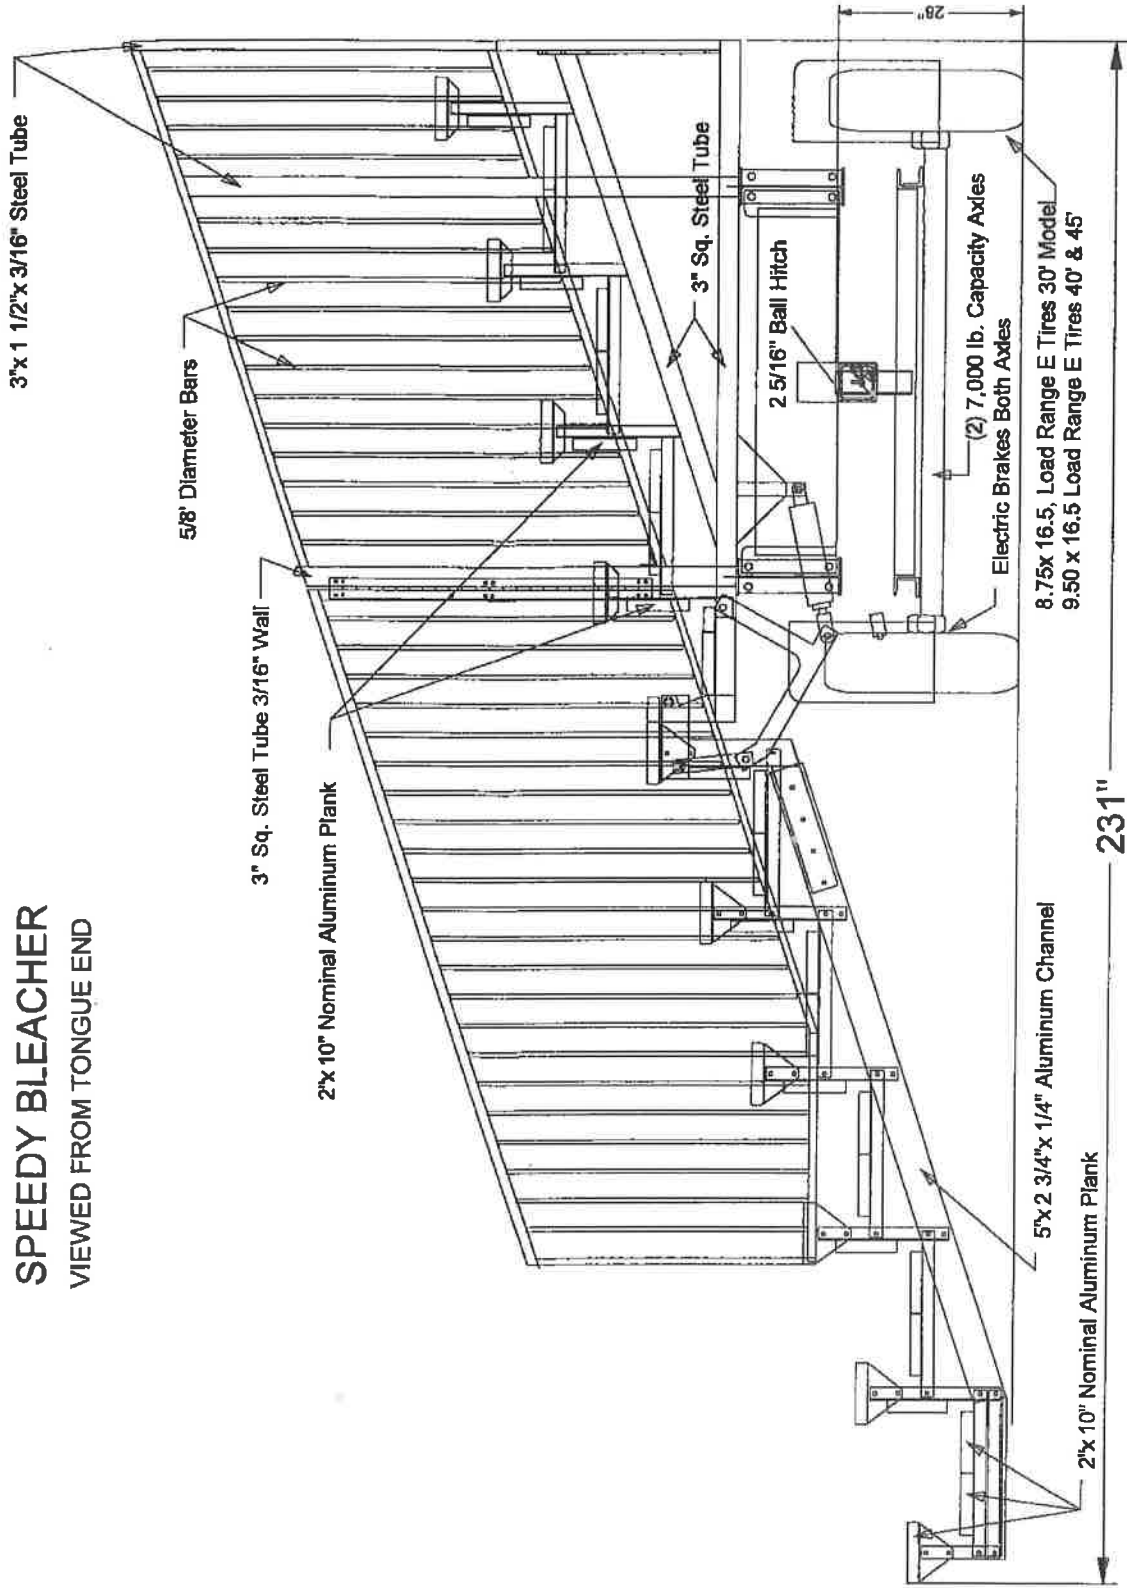 SPEEDY BLEACHER
VIEWED FROM TONGUE END
3"x 1 1/2"x 3/16" Steel Tube
5/8' Diameter Bars
3" Sq. Steel Tube 3/16" Wall
2"x 10" Nominal Aluminum Plank
3" Sq. Steel Tube
2 5/16" Ball Hitch
28"
(2) 7,000 lb. Capacity Axles
Electric Brakes Both Axles
8.75x 16.5, Load Range E Tires 30' Model
9.50 x 16.5 Load Range E Tires 40' & 45'
5"x 2 3/4"x 1/4" Aluminum Channel
2"x 10" Nominal Aluminum Plank
231"